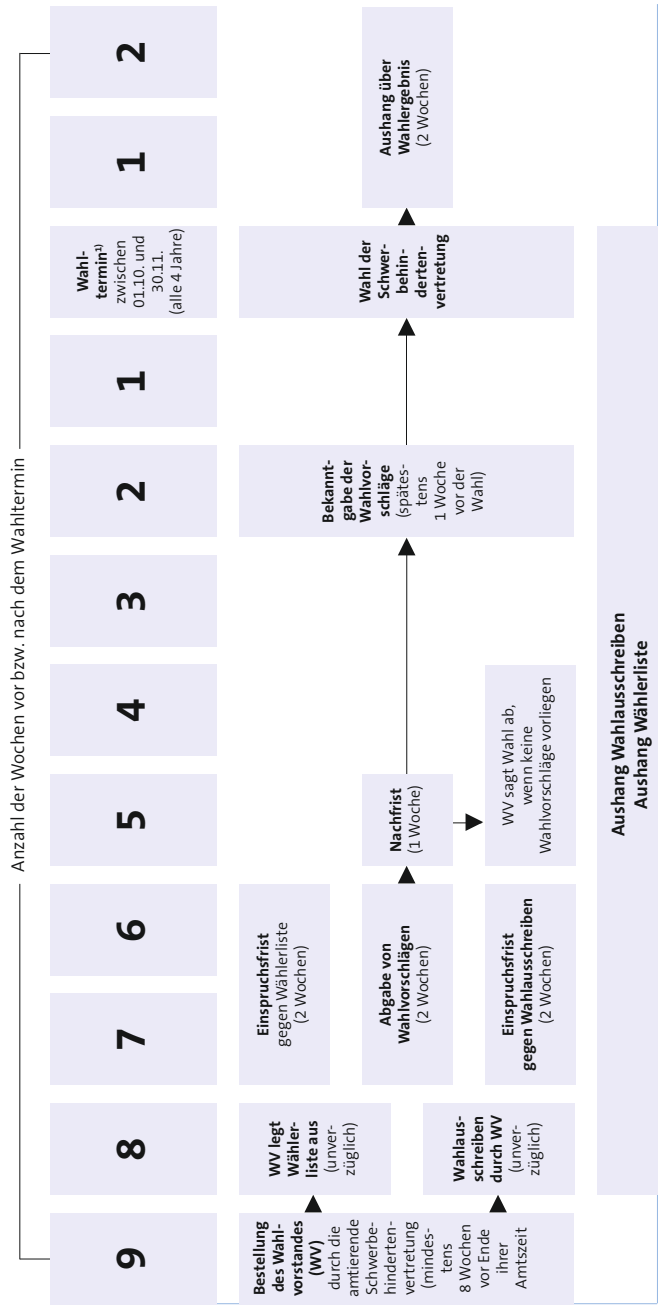 Anzahl der Wochen vor bzw. nach dem Wahltermin
9
8
7
6
5
4
3
2
1
Wahl-
termin¹⁾
zwischen
01.10. und
30.11.
(alle 4 Jahre)
1
2
Bestellung
des Wahl-
vorstandes
(WV)
durch die
amtierende
Schwerbe-
hinderten-
vertretung
(mindes-
tens
8 Wochen
vor Ende
ihrer
Amtszeit
WV legt
Wähler-
liste aus
(unver-
züglich)
Wahlaus-
schreiben
durch WV
(unver-
züglich)
Einspruchsfrist
gegen Wählerliste
(2 Wochen)
Abgabe von
Wahlvorschlägen
(2 Wochen)
Einspruchsfrist
gegen Wahlausschreiben
(2 Wochen)
Nachfrist
(1 Woche)
WV sagt Wahl ab,
wenn keine
Wahlvorschläge vorliegen
Bekannt-
gabe der
Wahlvor-
schläge
(spätes-
tens
1 Woche
vor der
Wahl)
Wahl der
Schwer-
behin-
derten-
vertretung
Aushang über
Wahlergebnis
(2 Wochen)
Aushang Wahlausschreiben
Aushang Wählerliste